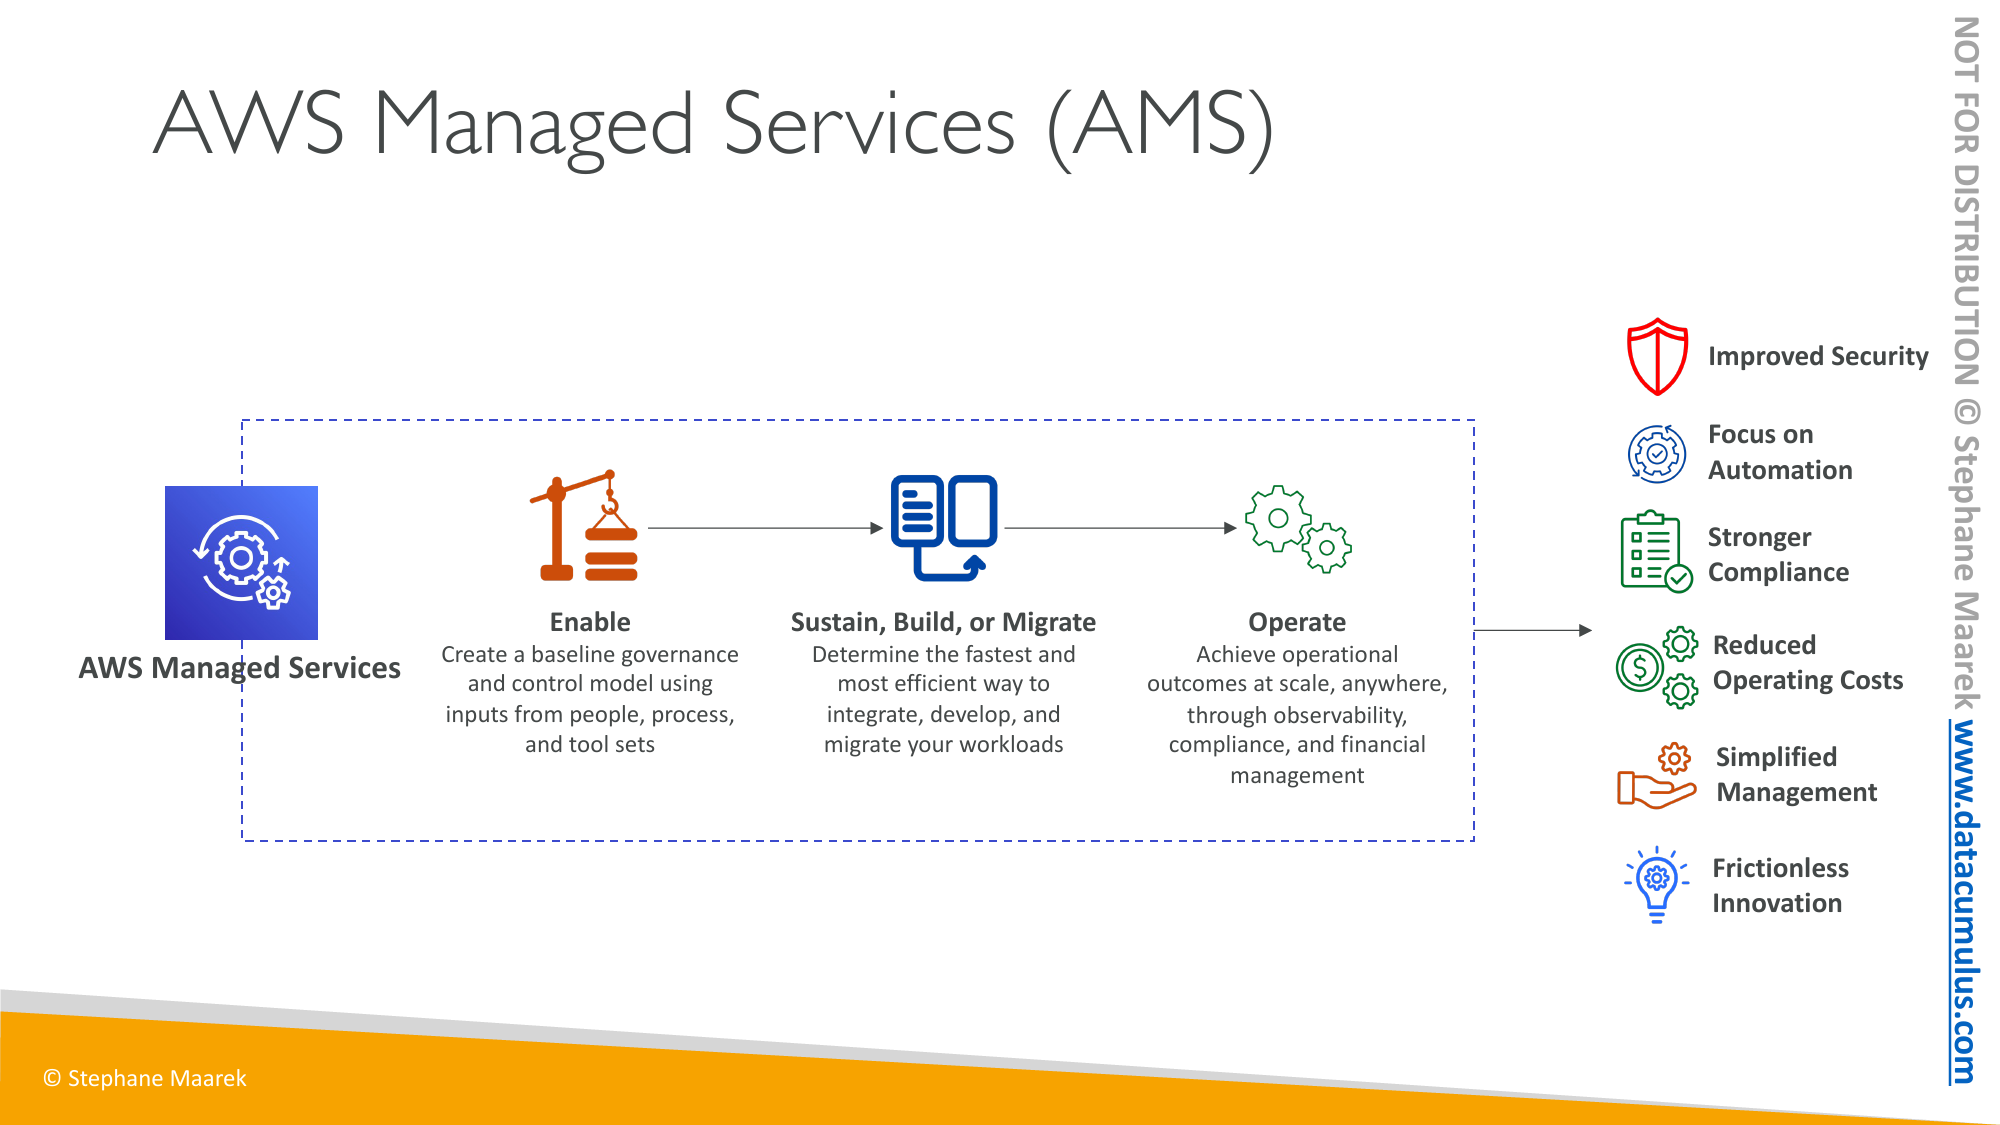 AWS Managed Services (AMS)
AWS Managed Services
Enable
Create a baseline governance
and control model using
inputs from people, process,
and tool sets
Sustain, Build, or Migrate
Determine the fastest and
most efficient way to
integrate, develop, and
migrate your workloads
Operate
Achieve operational
outcomes at scale, anywhere,
through observability,
compliance, and financial
management
Improved Security
Focus on
Automation
Stronger
Compliance
$
Reduced
Operating Costs
Simplified
Management
Frictionless
Innovation
© Stephane Maarek
NOT FOR DISTRIBUTION © Stephane Maarek www.datacumulus.com